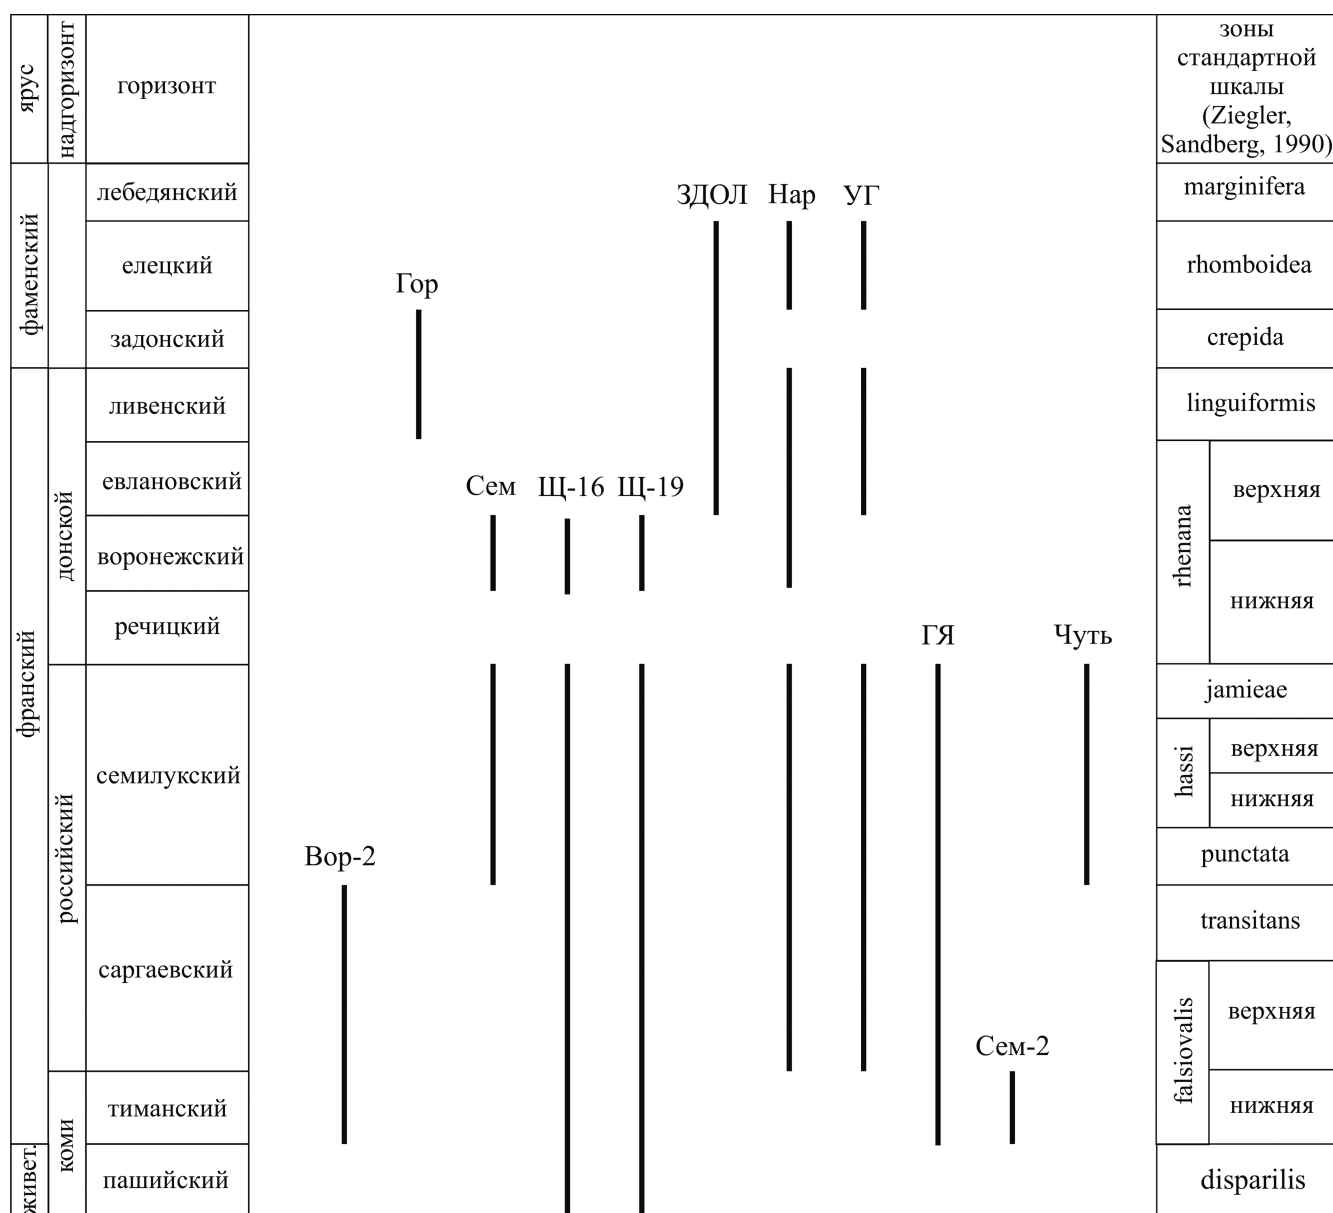 ярус
надгоризонт
горизонт
зоны
стандартной
шкалы
(Ziegler,
Sandberg, 1990)
фаменский
лебедянский
ЗДОЛ Нар УГ
marginifera
елецкий
Гор
rhomboidea
задонский
crepida
франский
донской
ливенский
linguiformis
евлановский
Сем Щ-16 Щ-19
rhenana
верхняя
воронежский
нижняя
речицкий
ГЯ
Чуть
российский
jamieae
семилукский
hassi
верхняя
нижняя
Вор-2
punctata
transitans
саргаевский
falsiovalis
верхняя
Сем-2
коми
тиманский
нижняя
живет.
пашийский
disparilis